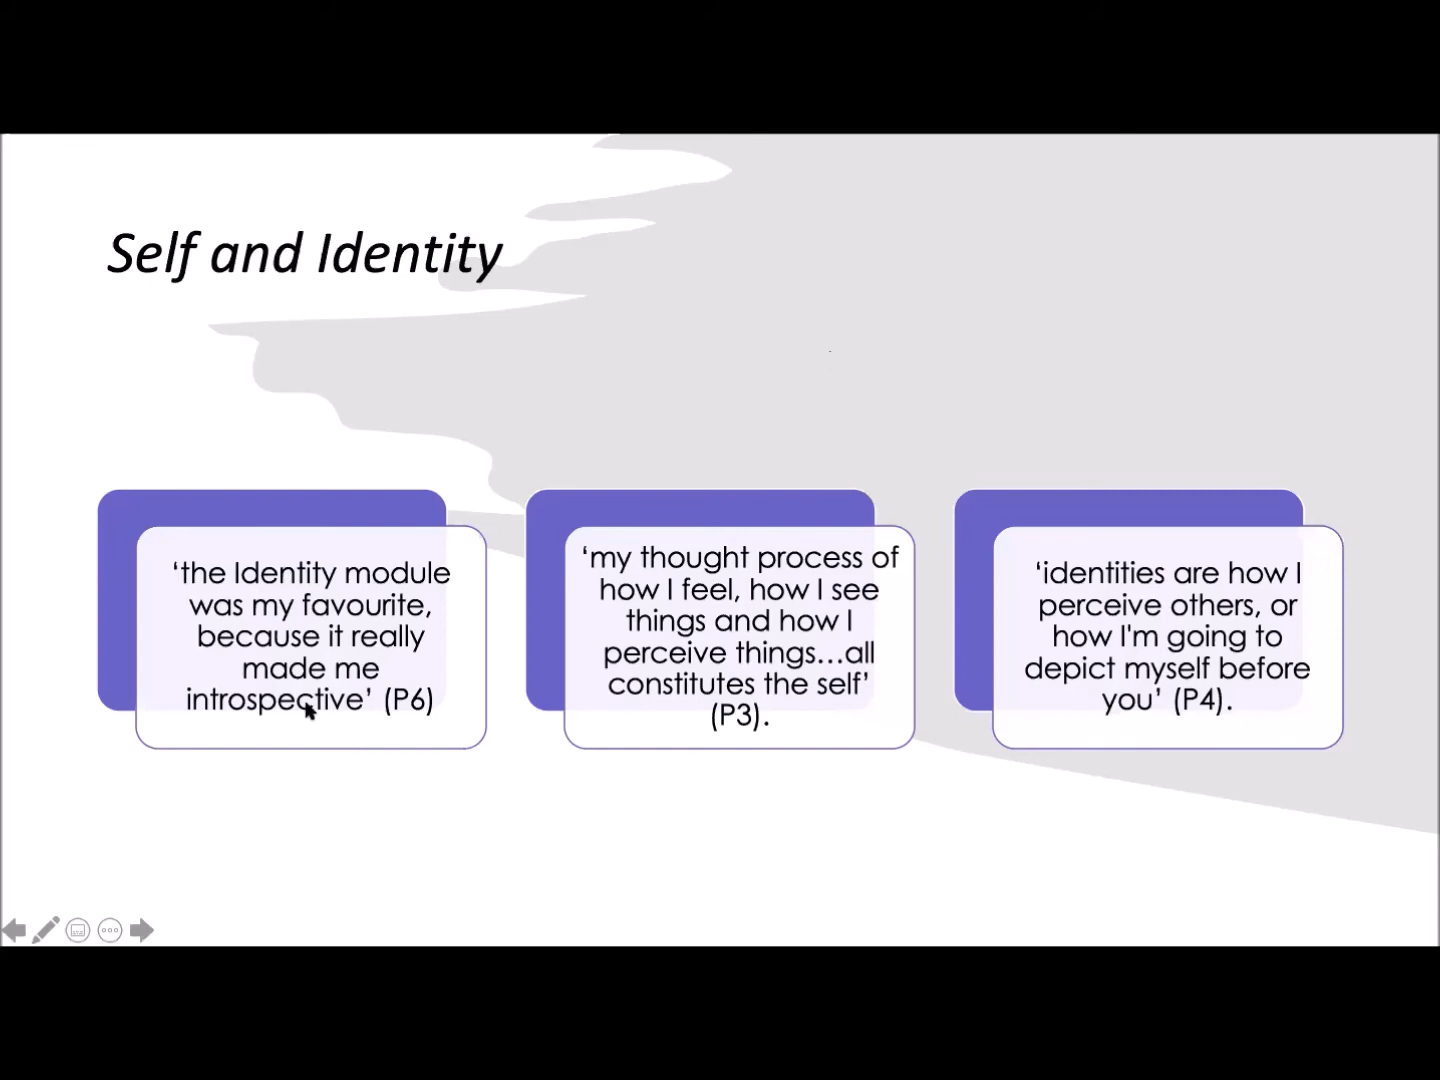 Self and Identity
‘the Identity module
was my favourite,
because it really
made me
introspective’ (P6)
‘my thought process of
how I feel, how I see
things and how I
perceive things…all
constitutes the self’
(P3).
‘identities are how I
perceive others, or
how I'm going to
depict myself before
you’ (P4).